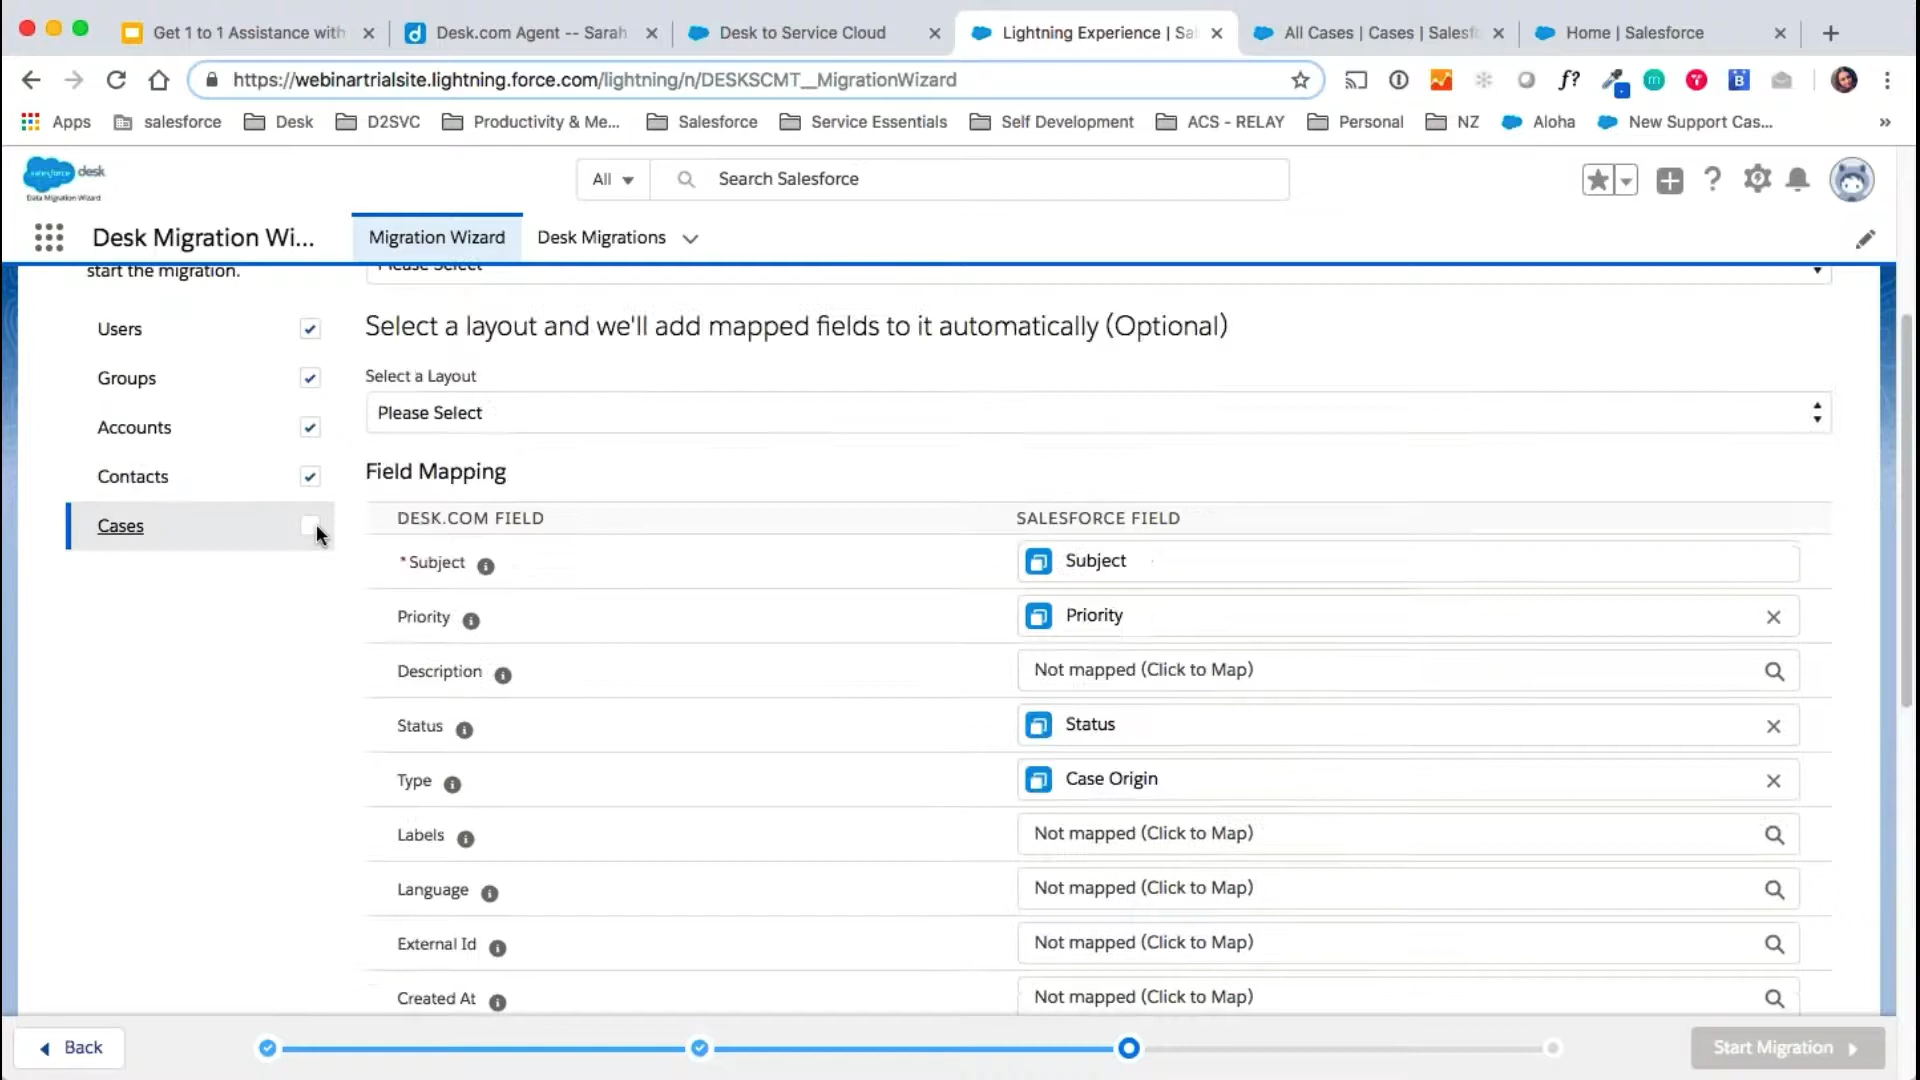 Get 1 to 1 Assistance with
Desk.com Agent -- Sarah
Desk to Service Cloud
Lightning Experience | Sa
All Cases | Cases | Salesf
Home | Salesforce
https://webinartrialsite.lightning.force.com/lightning/n/DESKSCMT__MigrationWizard
Apps
salesforce
Desk
D2SVC
Productivity & Me...
Salesforce
Service Essentials
Self Development
ACS - RELAY
Personal
NZ
Aloha
New Support Cas...
»
salesforce desk
Data Migration Wizard
All
Search Salesforce
Desk Migration Wi...
Migration Wizard
Desk Migrations
start the migration.
Please Select
Users
Groups
Accounts
Contacts
Cases
Select a layout and we'll add mapped fields to it automatically (Optional)
Select a Layout
Please Select
Field Mapping
DESK.COM FIELD SALESFORCE FIELD
*Subject Subject
Priority Priority
Description Not mapped (Click to Map)
Status Status
Type Case Origin
Labels Not mapped (Click to Map)
Language Not mapped (Click to Map)
External Id Not mapped (Click to Map)
Created At Not mapped (Click to Map)
Back
Start Migration